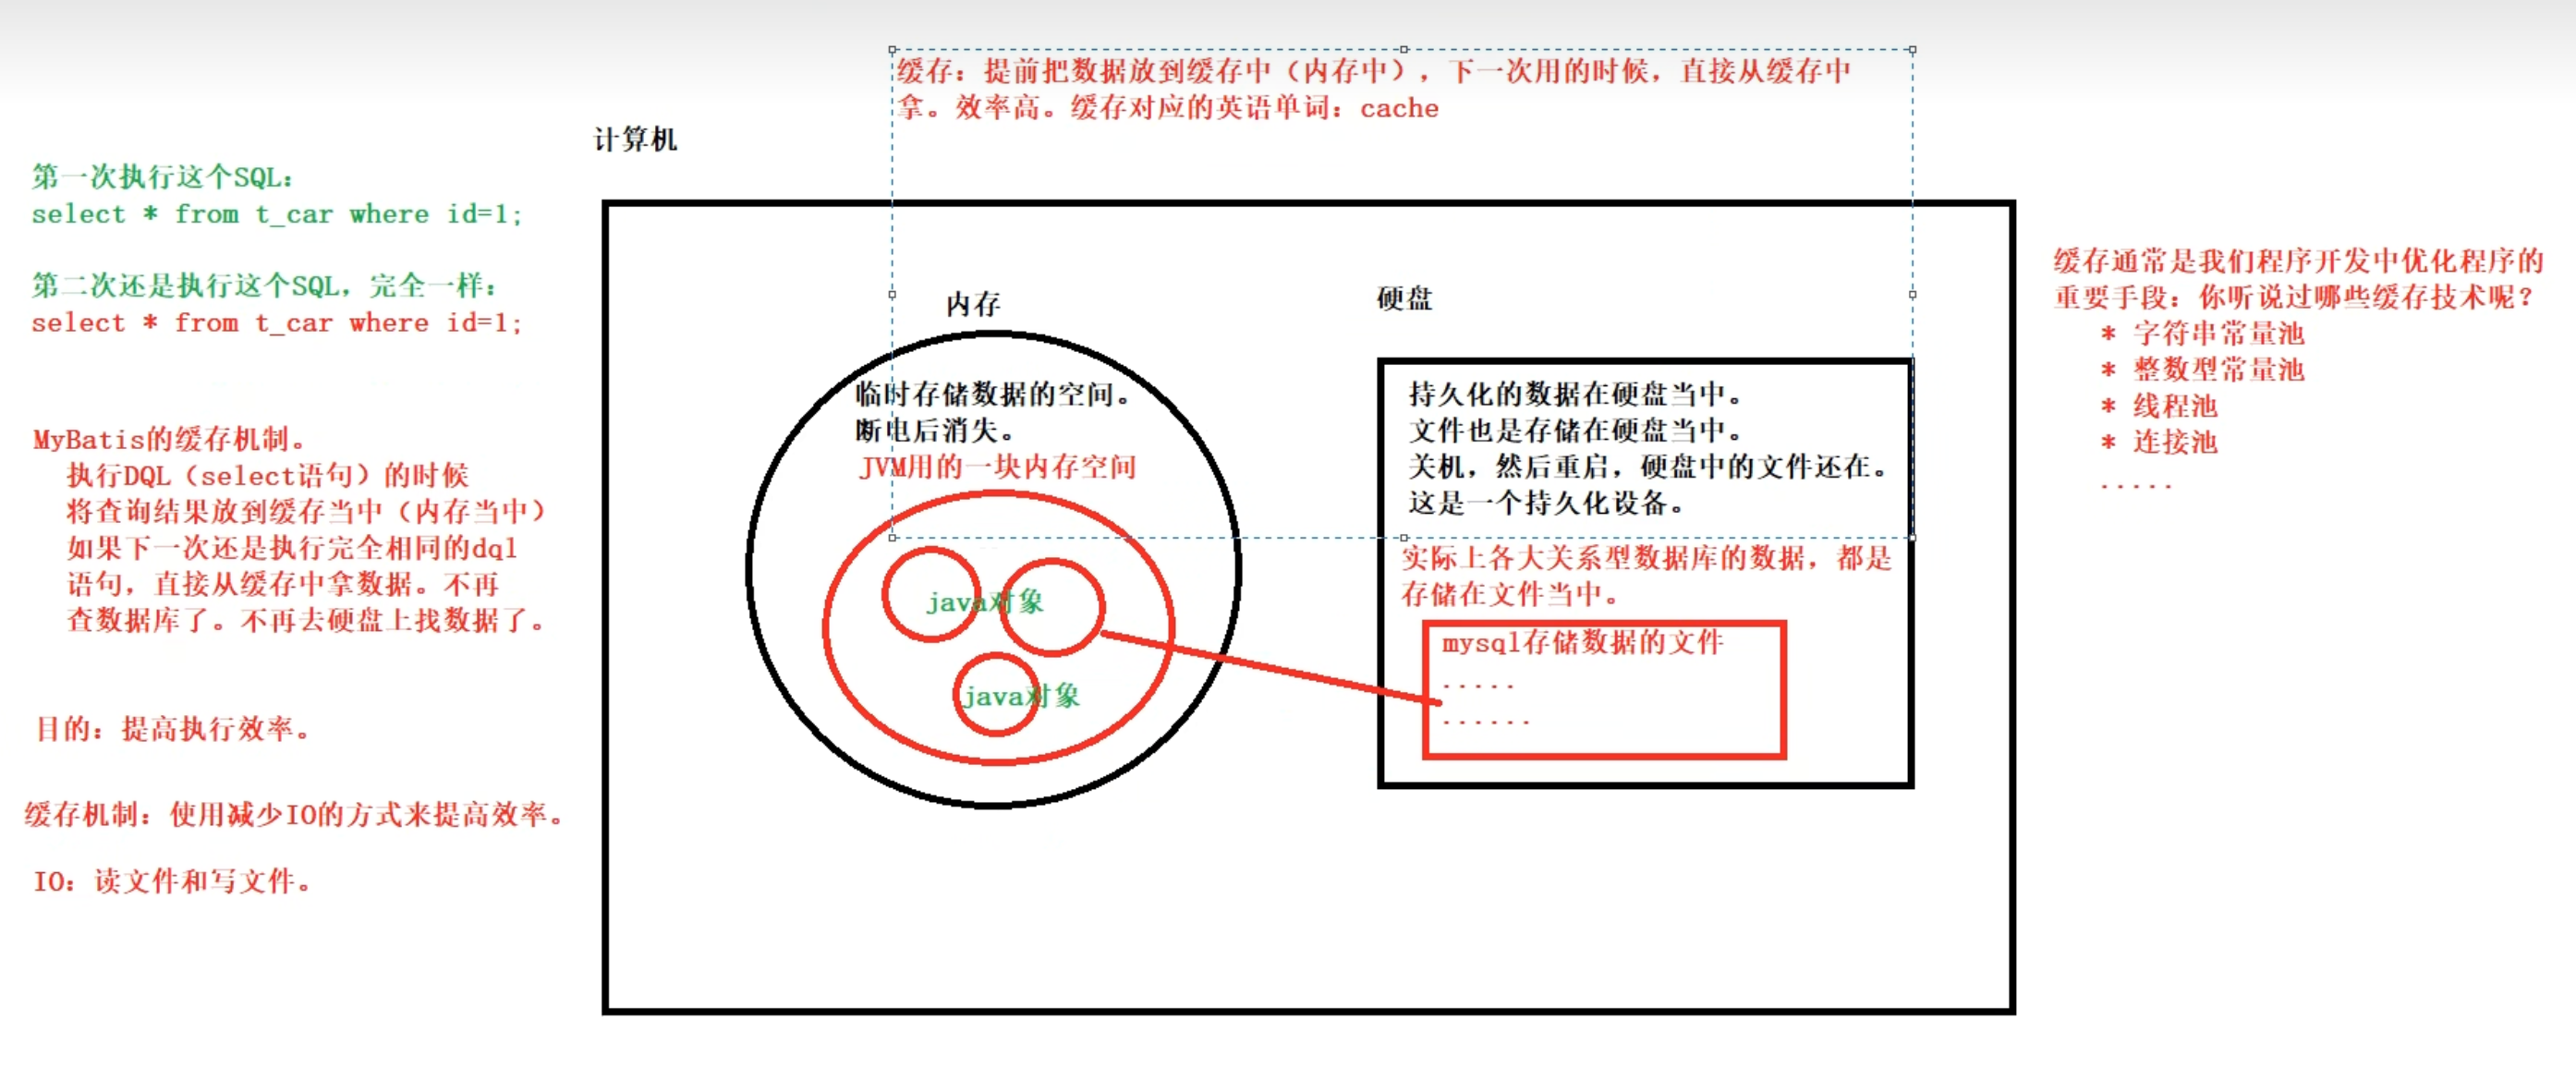 缓存：提前把数据放到缓存中（内存中），下一次用的时候，直接从缓存中
拿。效率高。缓存对应的英语单词：cache
计算机
第一次执行这个SQL：
select * from t_car where id=1;
第二次还是执行这个SQL，完全一样：
select * from t_car where id=1;
MyBatis的缓存机制。
执行DQL（select语句）的时候
将查询结果放到缓存当中（内存当中）
如果下一次还是执行完全相同的dql
语句，直接从缓存中拿数据。不再
查数据库了。不再去硬盘上找数据了。
目的：提高执行效率。
缓存机制：使用减少IO的方式来提高效率。
IO：读文件和写文件。
内存
临时存储数据的空间。
断电后消失。
JVM用的一块内存空间
java对象
java对象
硬盘
持久化的数据在硬盘当中。
文件也是存储在硬盘当中。
关机，然后重启，硬盘中的文件还在。
这是一个持久化设备。
实际上各大关系型数据库的数据，都是
存储在文件当中。
mysql存储数据的文件
.....
......
缓存通常是我们程序开发中优化程序的
重要手段：你听说过哪些缓存技术呢？
* 字符串常量池
* 整数型常量池
* 线程池
* 连接池
.....